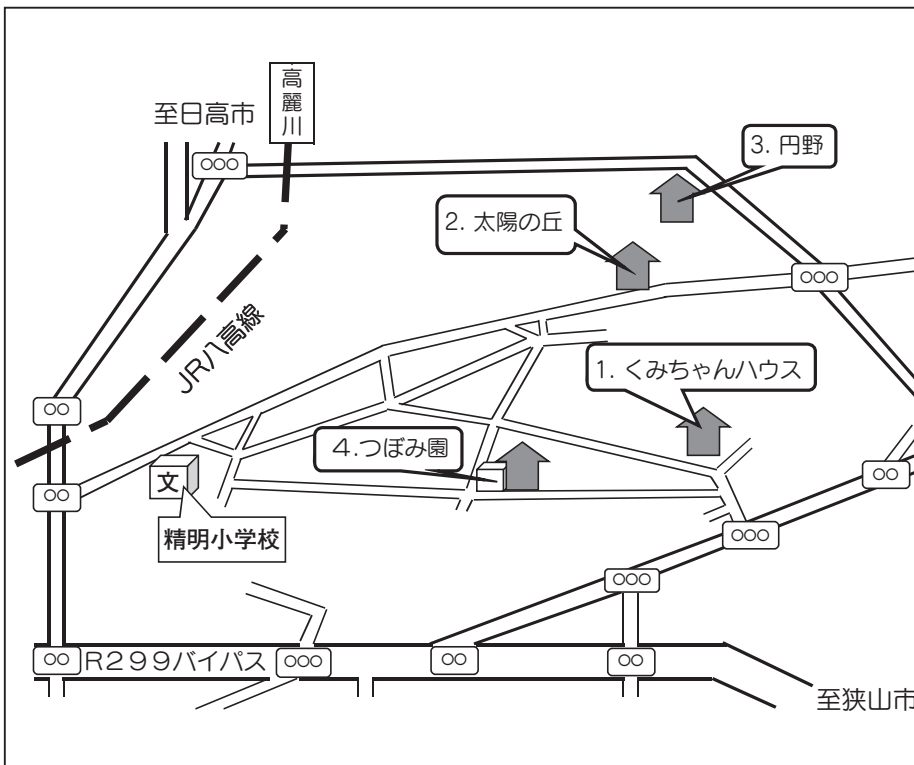 高麗川
至日高市
3. 円野
2. 太陽の丘
JR八高線
1. くみちゃんハウス
4.つぼみ園
文
精明小学校
R299バイパス
至狭山市